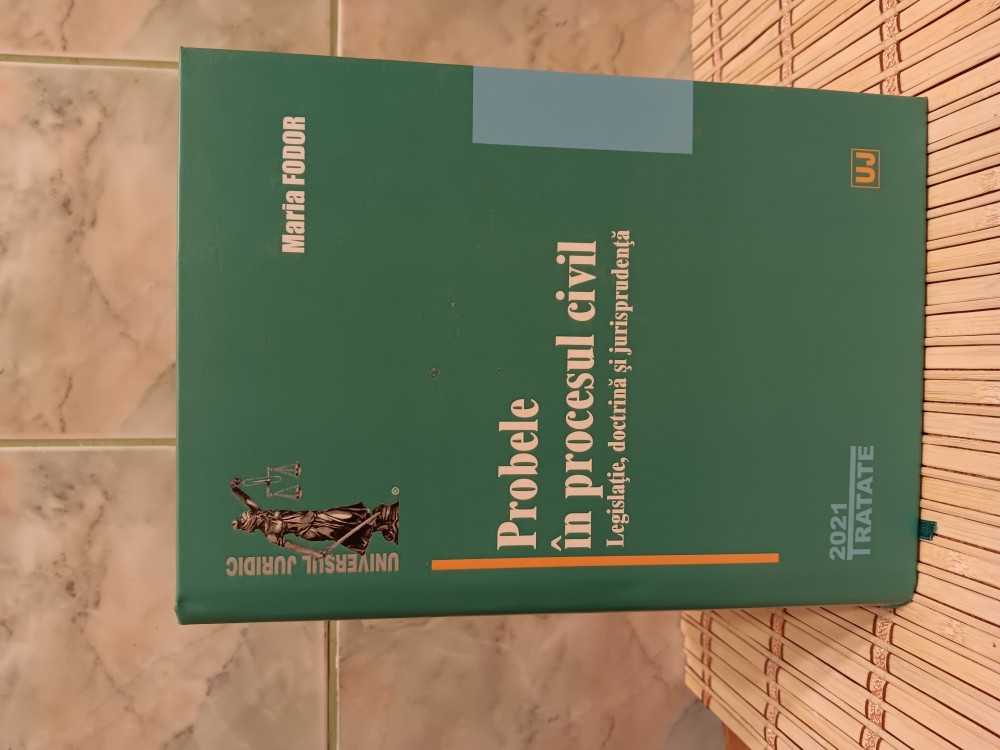 UNIVERSUL JURIDIC
®
Maria FODOR
Probele
în procesul civil
Legislaţie, doctrină şi jurisprudenţă
2021
TRATATE
UJ